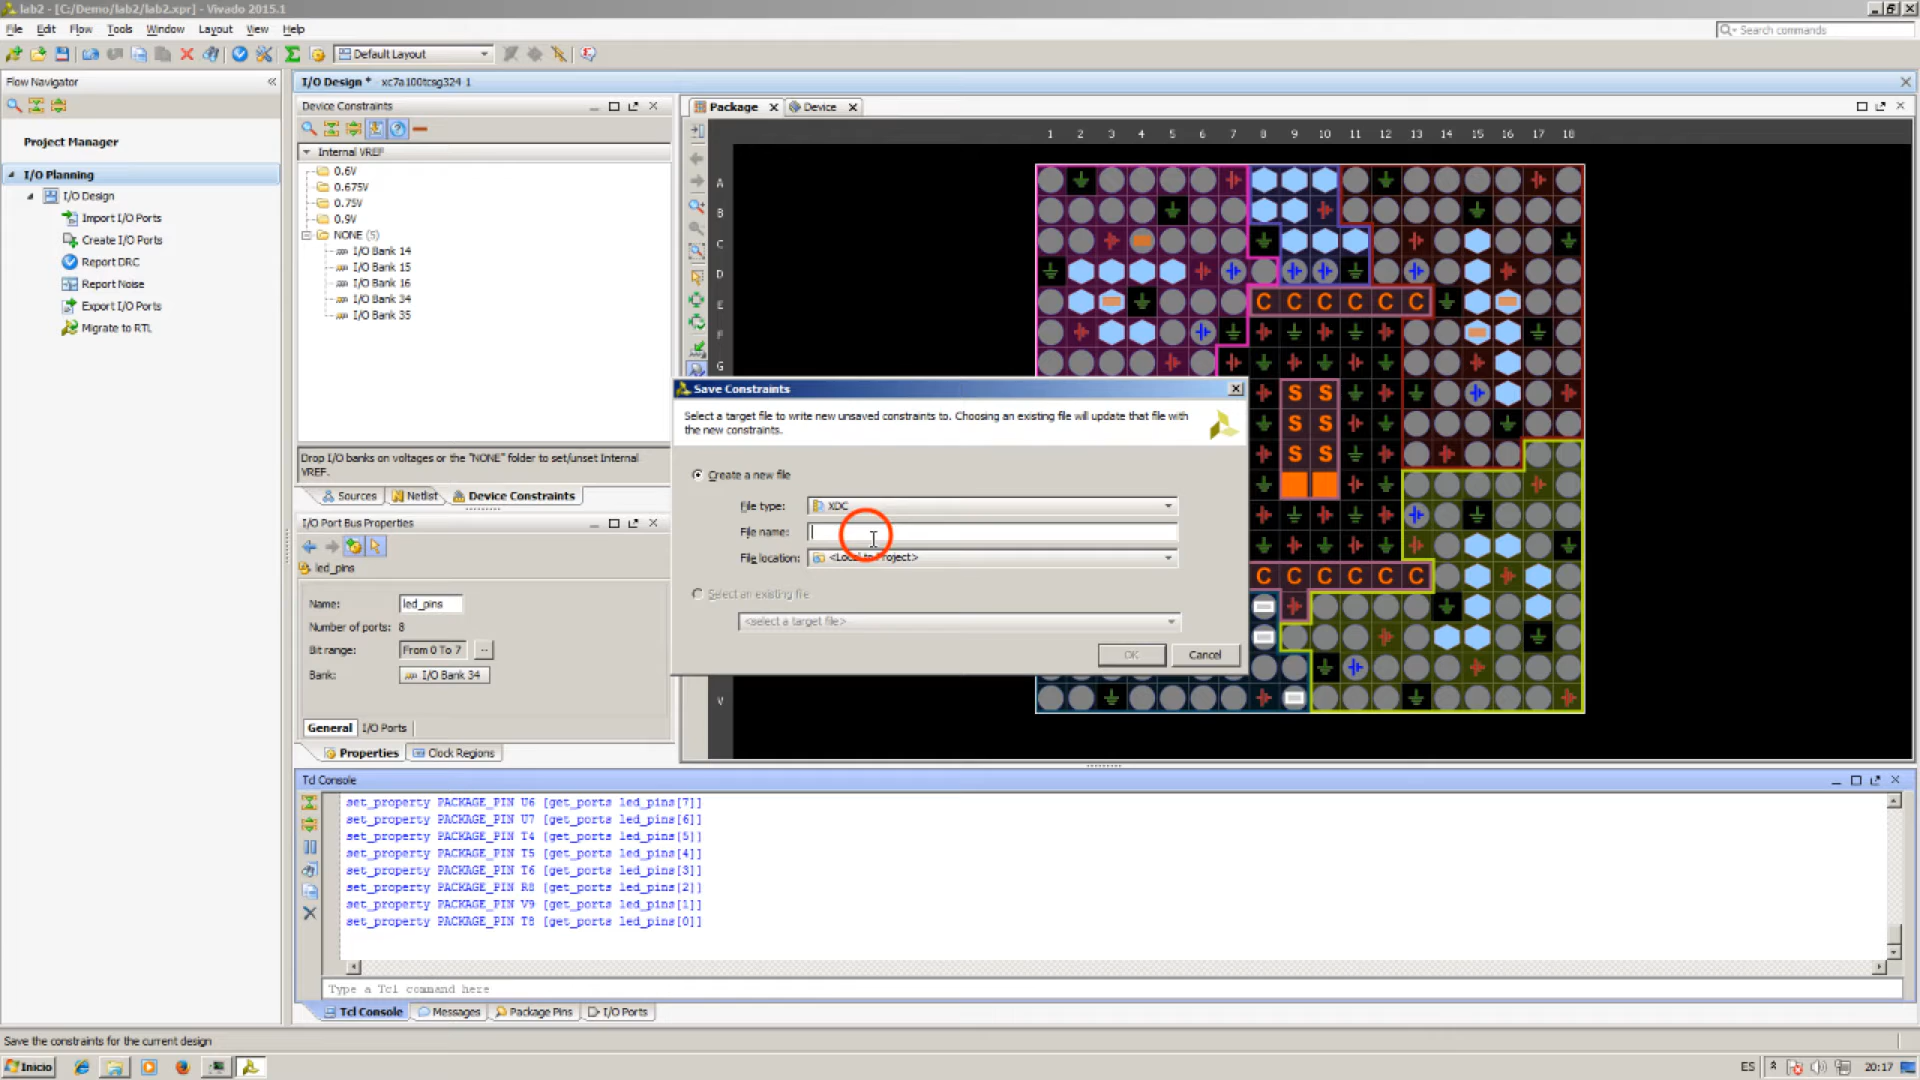 lab2 - [C:/Demo/lab2/lab2.xpr] - Vivado 2015.1
File Edit Flow Tools Window Layout View Help
Search commands
Default Layout
Flow Navigator
Project Manager
I/O Planning
I/O Design
Import I/O Ports
Create I/O Ports
Report DRC
Report Noise
Export I/O Ports
Migrate to RTL
I/O Design * xc7a100tcsg324 1
Device Constraints
Internal VREF
0.6V
0.675V
0.75V
0.9V
NONE (5)
I/O Bank 14
I/O Bank 15
I/O Bank 16
I/O Bank 34
I/O Bank 35
Drop I/O banks on voltages or the "NONE" folder to set/unset Internal
VREF.
Sources Netlist Device Constraints
I/O Port Bus Properties
led_pins
Name: led_pins
Number of ports: 8
Bit range: From 0 To 7 ...
Bank: I/O Bank 34
General I/O Ports
Properties Clock Regions
Package Device
1 2 3 4 5 6 7 8 9 10 11 12 13 14 15 16 17 18
A
B
C
D
E
C C C C C C
F
G
S S
S S
S S
C C C C C C
V
Save Constraints
Select a target file to write new unsaved constraints to. Choosing an existing file will update that file with
the new constraints.
Create a new file
File type: XDC
File name:
File location: <Local to Project>
Select an existing file
<select a target file>
OK Cancel
Tcl Console
set_property PACKAGE_PIN U6 [get_ports led_pins[7]]
set_property PACKAGE_PIN U7 [get_ports led_pins[6]]
set_property PACKAGE_PIN T4 [get_ports led_pins[5]]
set_property PACKAGE_PIN T5 [get_ports led_pins[4]]
set_property PACKAGE_PIN T6 [get_ports led_pins[3]]
set_property PACKAGE_PIN R8 [get_ports led_pins[2]]
set_property PACKAGE_PIN V9 [get_ports led_pins[1]]
set_property PACKAGE_PIN T8 [get_ports led_pins[0]]
Type a Tcl command here
Tcl Console Messages Package Pins I/O Ports
Save the constraints for the current design
Inicio
ES 20:17